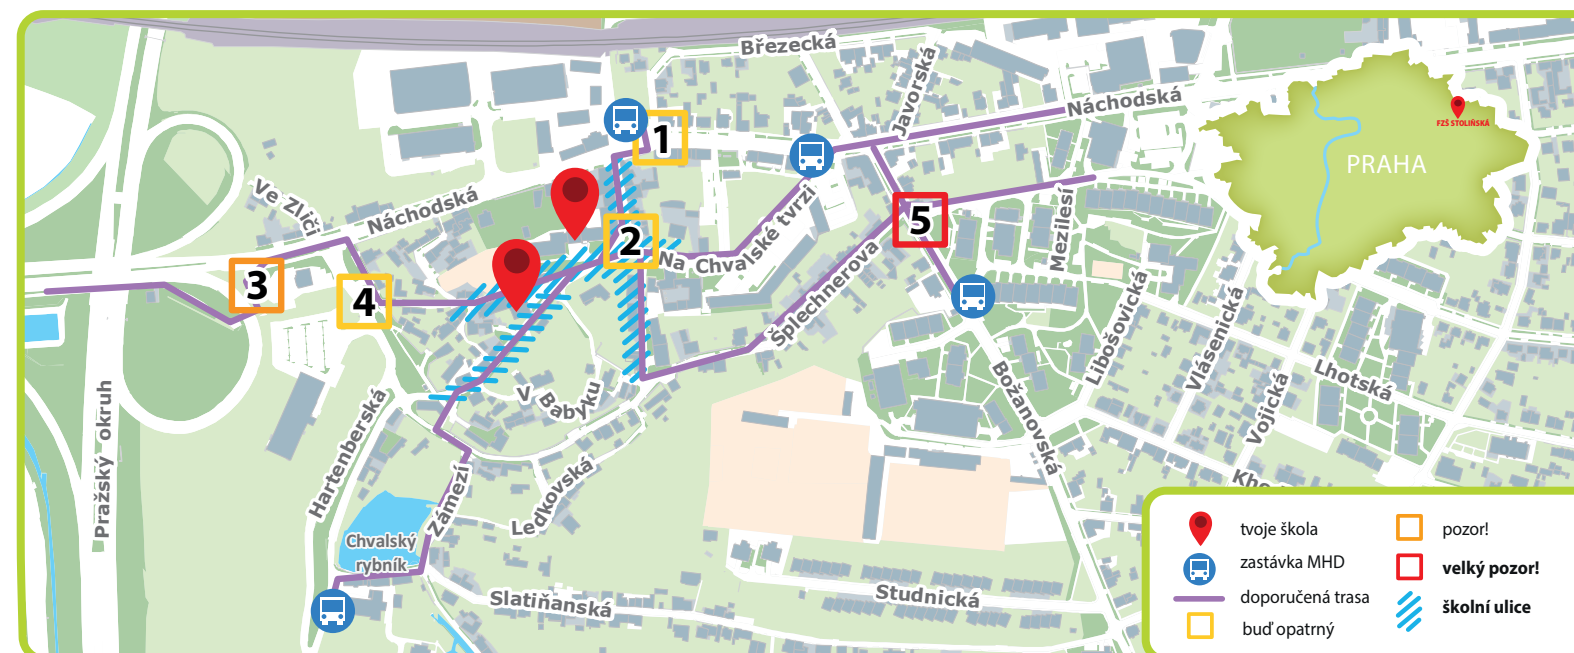 Březecká
Javorská
Náchodská
1
FZŠ STOLIŇSKÁ
PRAHA
Ve Žlíči
Náchodská
2
Na Chvalské tvrzi
5
Mezilesí
3
4
Šplechnerova
Libošovická
Vlásenická
Pražský okruh
Hartenberská
V Babyku
Božanovská
Vojická
Lhotská
Zámezí
Leďkovská
Chvalský
rybník
Slatiňanská
Studnická
tvoje škola
zastávka MHD
doporučená trasa
buď opatrný
pozor!
velký pozor!
školní ulice